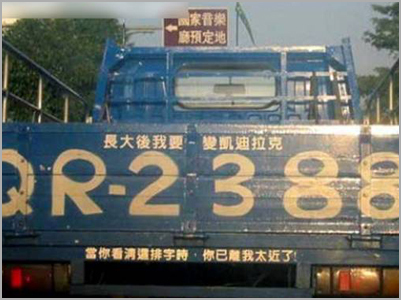 國家音樂
廳預定地
長大後我要-變凱迪拉克
QR-2388
當你看清這排字時，你已離我太近了!